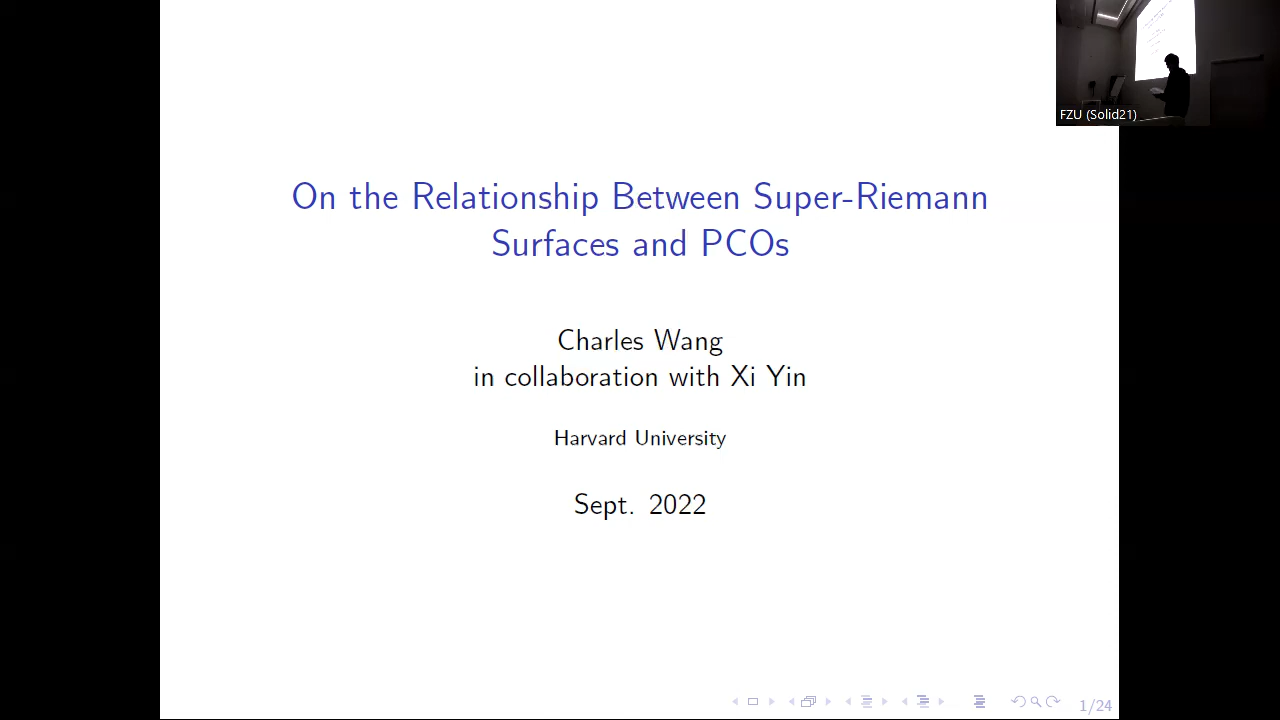 On the Relationship Between Super-Riemann
Surfaces and PCOs
Charles Wang
in collaboration with Xi Yin
Harvard University
Sept. 2022
1/24
FZU (Solid21)